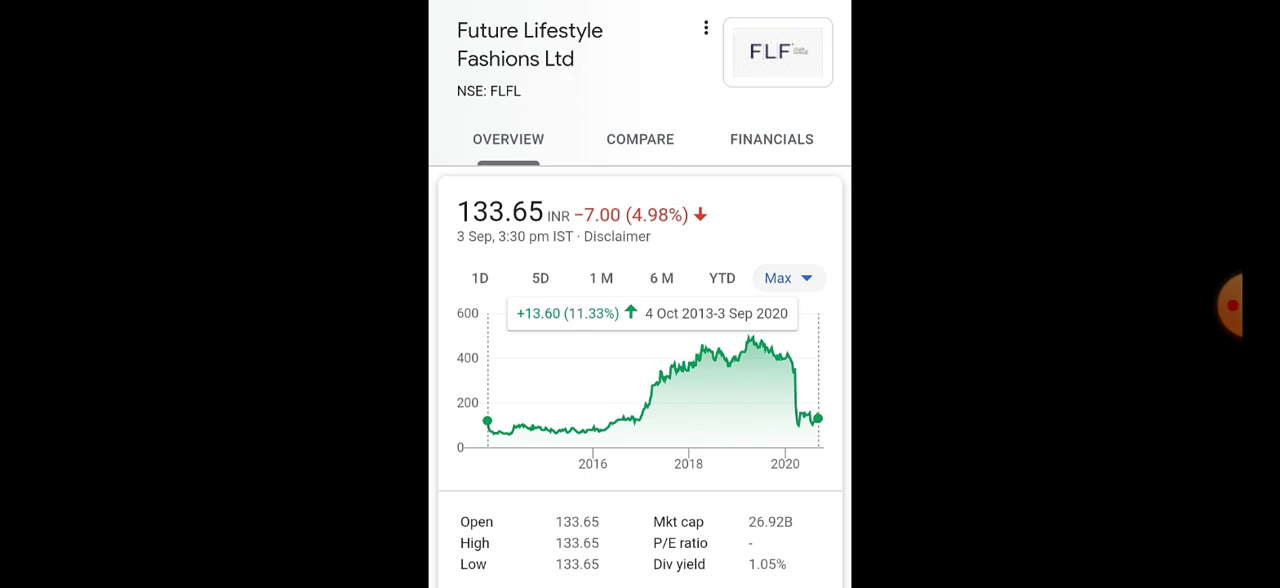 Future Lifestyle
Fashions Ltd
FLF
NSE: FLFL
OVERVIEW COMPARE FINANCIALS
133.65 INR −7.00 (4.98%)
3 Sep, 3:30 pm IST · Disclaimer
1D 5D 1 M 6 M YTD Max
+13.60 (11.33%) 4 Oct 2013-3 Sep 2020
600
400
200
0
2016 2018 2020
Open 133.65 Mkt cap 26.92B
High 133.65 P/E ratio -
Low 133.65 Div yield 1.05%